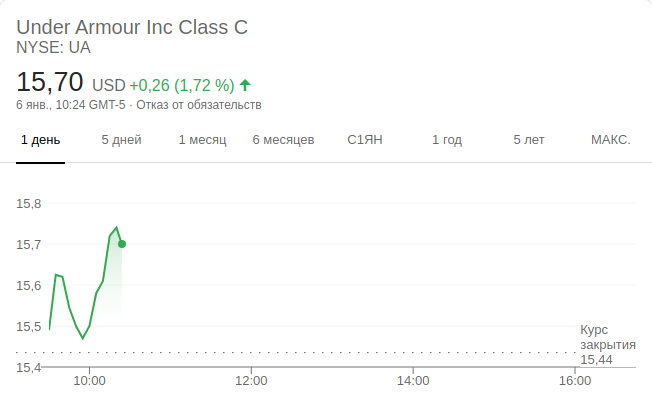 Under Armour Inc Class C
NYSE: UA
15,70 USD +0,26 (1,72 %)
6 янв., 10:24 GMT-5 · Отказ от обязательств
1 день 5 дней 1 месяц 6 месяцев С1ЯН 1 год 5 лет МАКС.
15,8
15,7
15,6
15,5
Курс
закрытия
15,44
15,4
10:00 12:00 14:00 16:00